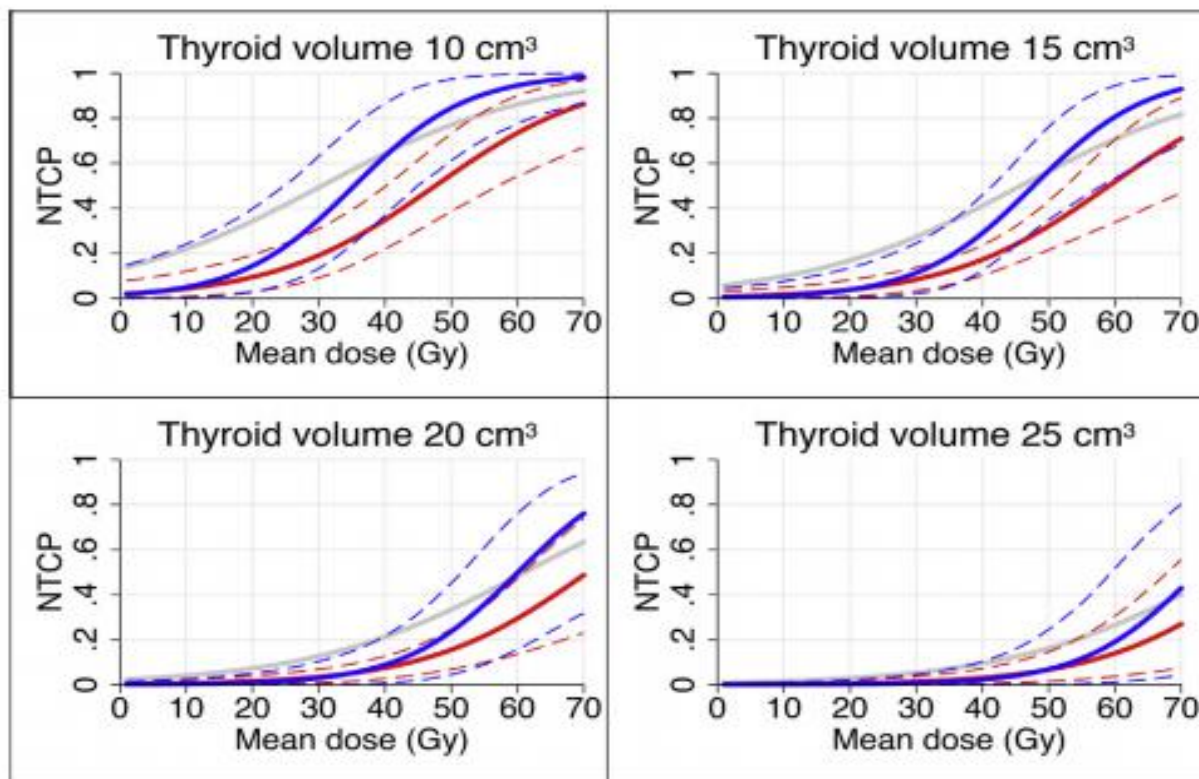 Thyroid volume 10 cm³
NTCP
0 .2 .4 .6 .8 1
0 10 20 30 40 50 60 70
Mean dose (Gy)
Thyroid volume 15 cm³
NTCP
0 .2 .4 .6 .8 1
0 10 20 30 40 50 60 70
Mean dose (Gy)
Thyroid volume 20 cm³
NTCP
0 .2 .4 .6 .8 1
0 10 20 30 40 50 60 70
Mean dose (Gy)
Thyroid volume 25 cm³
NTCP
0 .2 .4 .6 .8 1
0 10 20 30 40 50 60 70
Mean dose (Gy)